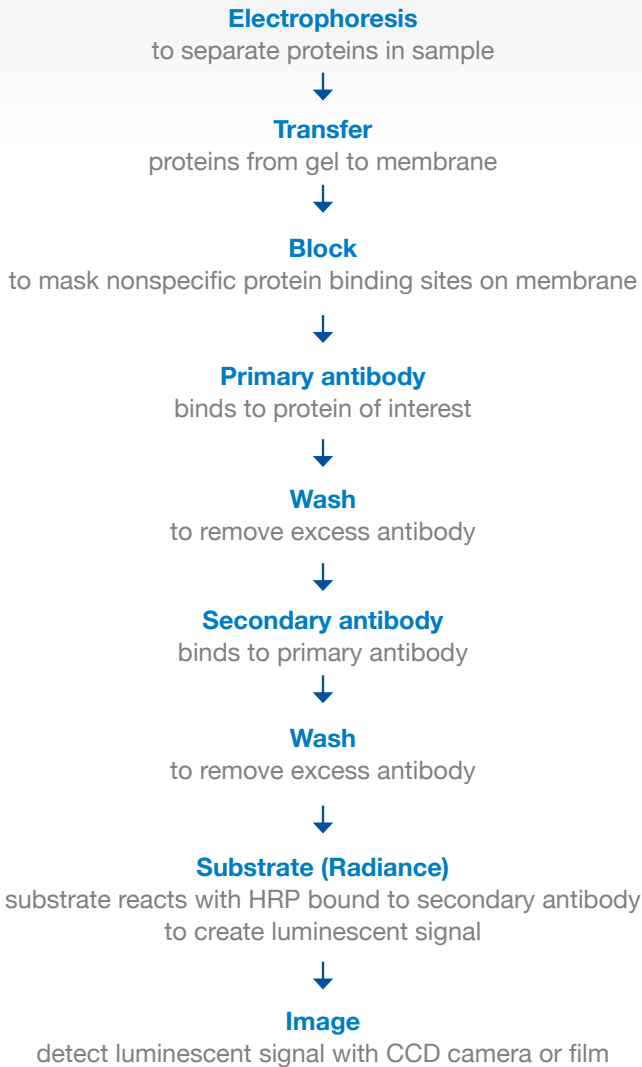 Electrophoresis
to separate proteins in sample
Transfer
proteins from gel to membrane
Block
to mask nonspecific protein binding sites on membrane
Primary antibody
binds to protein of interest
Wash
to remove excess antibody
Secondary antibody
binds to primary antibody
Wash
to remove excess antibody
Substrate (Radiance)
substrate reacts with HRP bound to secondary antibody
to create luminescent signal
Image
detect luminescent signal with CCD camera or film